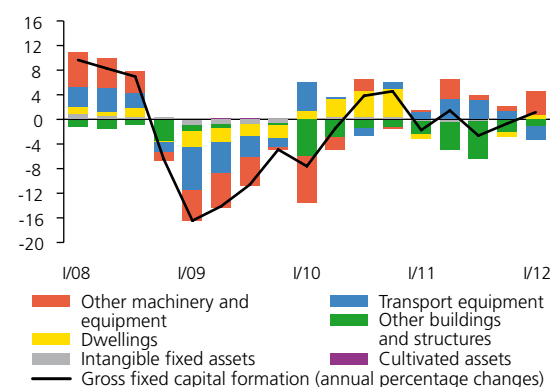 16
12
8
4
0
-4
-8
-12
-16
-20
I/08 I/09 I/10 I/11 I/12
Other machinery and equipment
Transport equipment
Dwellings
Other buildings and structures
Intangible fixed assets
Cultivated assets
Gross fixed capital formation (annual percentage changes)